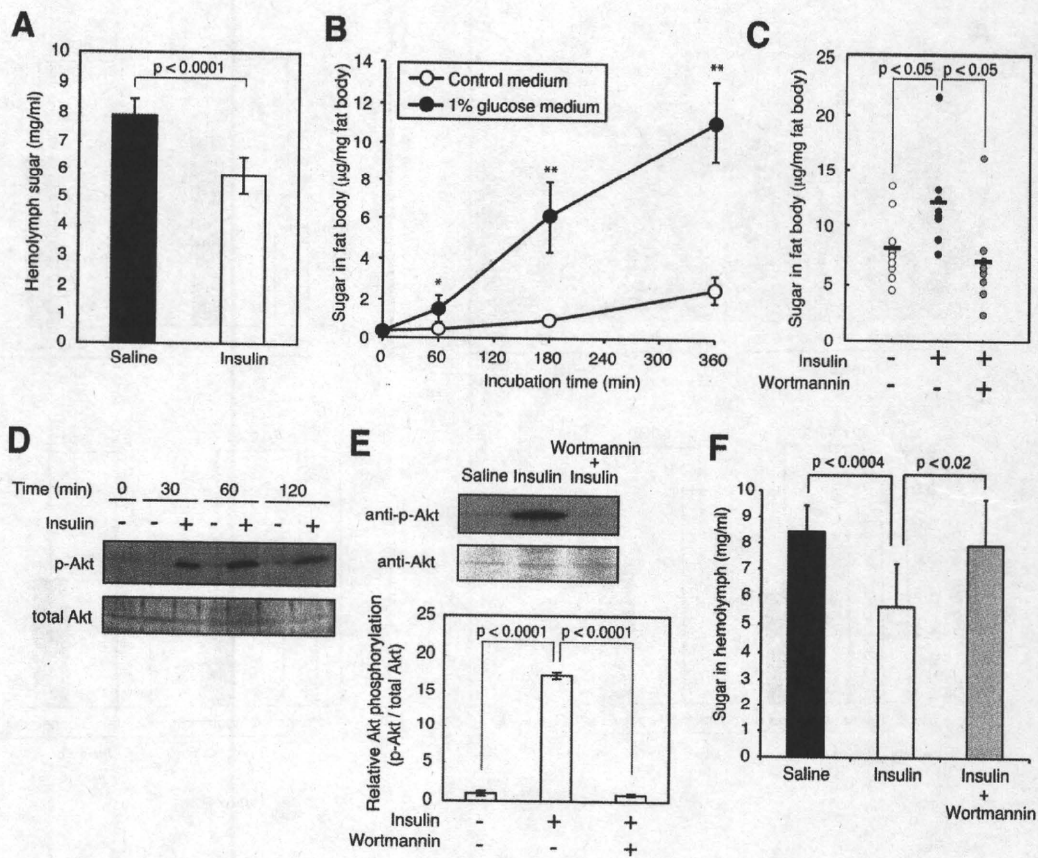 A
Hemolymph sugar (mg/ml)
10
9
8
7
6
5
4
3
2
1
0
p < 0.0001
Saline
Insulin
B
Sugar in fat body (µg/mg fat body)
14
12
10
8
6
4
2
0
Control medium
1% glucose medium
*
**
**
0
60
120
180
240
300
360
Incubation time (min)
C
Sugar in fat body (µg/mg fat body)
25
20
15
10
5
0
p < 0.05
p < 0.05
Insulin - + +
Wortmannin - - +
D
Time (min) 0 30 60 120
Insulin - - + - + - +
p-Akt
total Akt
E
Wortmannin
+
Saline Insulin Insulin
anti-p-Akt
anti-Akt
Relative Akt phosphorylation
(p-Akt / total Akt)
25
20
15
10
5
0
p < 0.0001
p < 0.0001
Insulin - + +
Wortmannin - - +
F
Sugar in hemolymph (mg/ml)
10
9
8
7
6
5
4
3
2
1
0
p < 0.0004
p < 0.02
Saline
Insulin
Insulin
+
Wortmannin